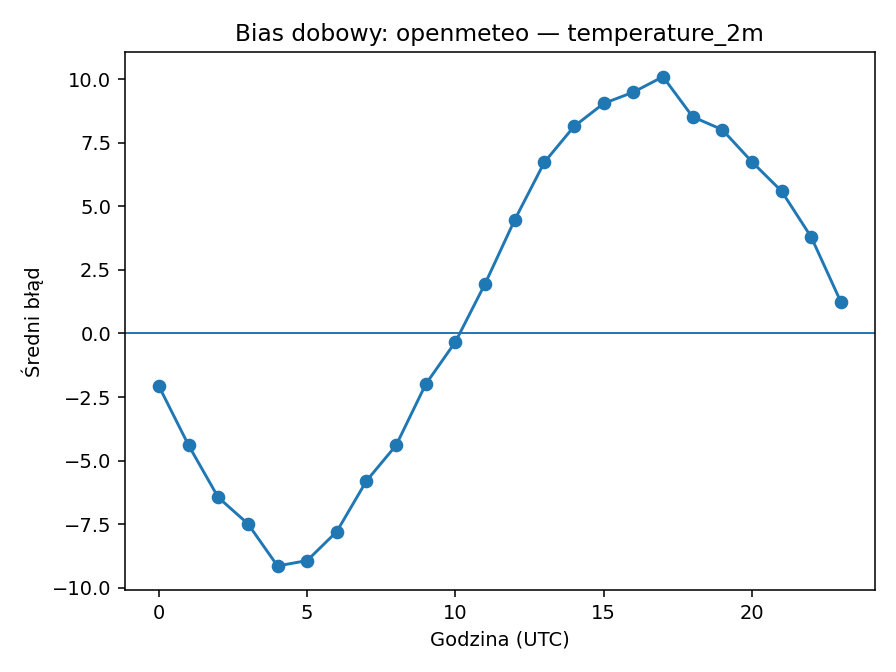 Bias dobowy: openmeteo — temperature_2m
Średni błąd
10.0
7.5
5.0
2.5
0.0
−2.5
−5.0
−7.5
−10.0
0 5 10 15 20
Godzina (UTC)